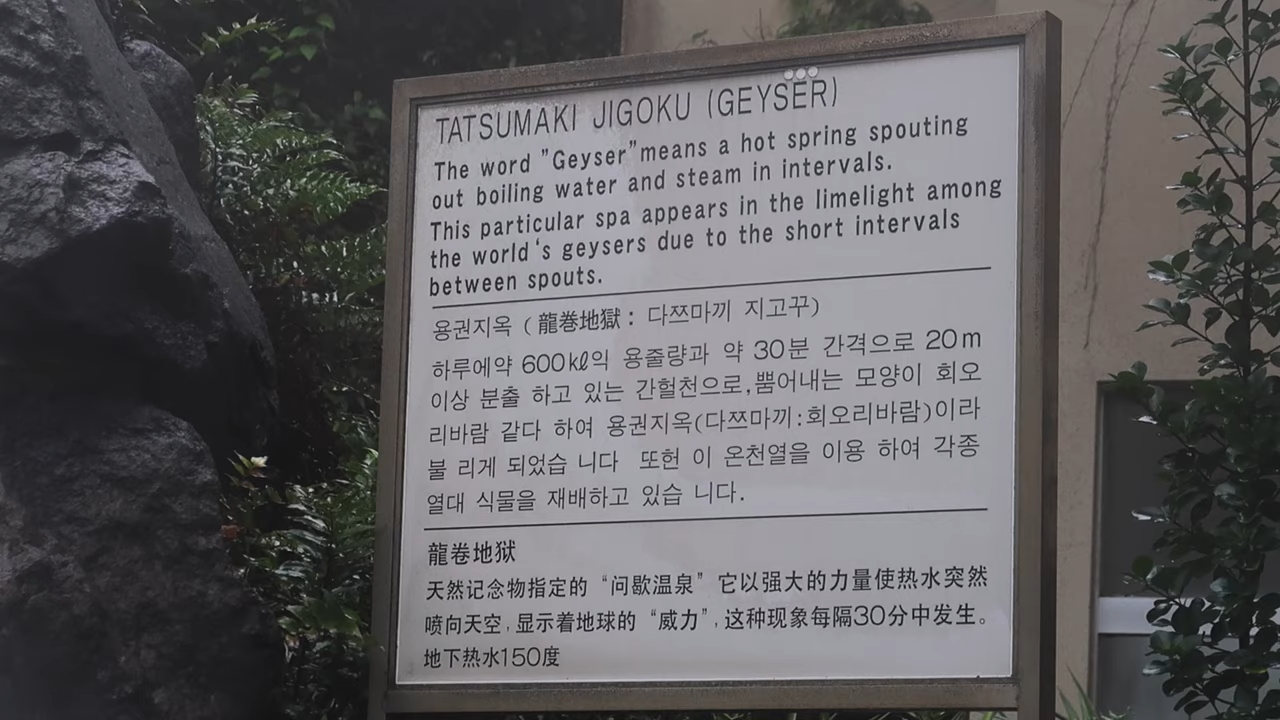 TATSUMAKI JIGOKU (GEYSER)
The word "Geyser"means a hot spring spouting
out boiling water and steam in intervals.
This particular spa appears in the limelight among
the world's geysers due to the short intervals
between spouts.
용권지옥 (龍巻地獄: 다쯔마끼 지고꾸)
하루에약 600kℓ익 용줄량과 약 30분 간격으로 20m
이상 분출 하고 있는 간헐천으로,뿜어내는 모양이 회오
리바람 같다 하여 용권지옥(다쯔마끼:회오리바람)이라
불 리게 되었습 니다 또헌 이 온천열을 이용 하여 각종
열대 식물을 재배하고 있습 니다.
龍卷地狱
天然记念物指定的 “问歇温泉” 它以强大的力量使热水突然
喷向天空,显示着地球的 “威力”,这种现象每隔30分中发生。
地下热水150度